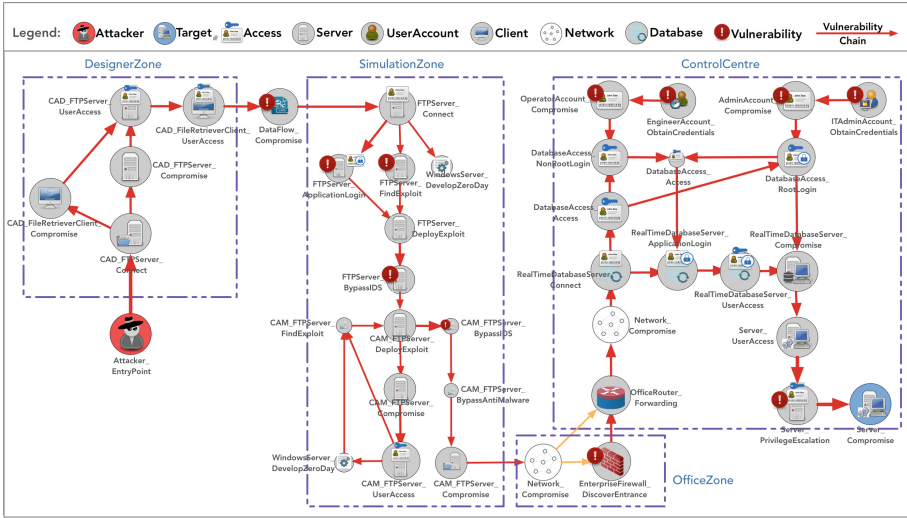 Legend: Attacker Target Access Server UserAccount Client Network Database Vulnerability Vulnerability
Chain
DesignerZone
CAD_FTPServer_
UserAccess
CAD_FileRetrieverClient_
UserAccess
CAD_FTPServer_
Compromise
CAD_FileRetrieverClient_
Compromise
CAD_FTPServer_
Connect
Attacker_
EntryPoint
DataFlow_
Compromise
SimulationZone
FTPServer_
Connect
FTPServer_
ApplicationLogin
FTPServer_
FindExploit
WindowsServer_
DevelopZeroDay
FTPServer_
DeployExploit
FTPServer_
BypassIDS
CAM_FTPServer_
FindExploit
CAM_FTPServer_
DeployExploit
CAM_FTPServer_
BypassIDS
CAM_FTPServer_
Compromise
CAM_FTPServer_
BypassAntiMalware
WindowsServer_
DevelopZeroDay
CAM_FTPServer_
UserAccess
CAM_FTPServer_
Compromise
ControlCentre
OperatorAccount_
Compromise
EngineerAccount_
ObtainCredentials
AdminAccount_
Compromise
ITAdminAccount_
ObtainCredentials
DatabaseAccess_
NonRootLogin
DatabaseAccess_
Access
DatabaseAccess_
RootLogin
DatabaseAccess_
Access
RealTimeDatabaseServer_
ApplicationLogin
RealTimeDatabaseServer_
Compromise
RealTimeDatabaseServer_
Connect
RealTimeDatabaseServer_
UserAccess
Network_
Compromise
Server_
UserAccess
OfficeRouter_
Forwarding
Server_
PrivilegeEscalation
Server_
Compromise
Network_
Compromise
EnterpriseFirewall_
DiscoverEntrance
OfficeZone